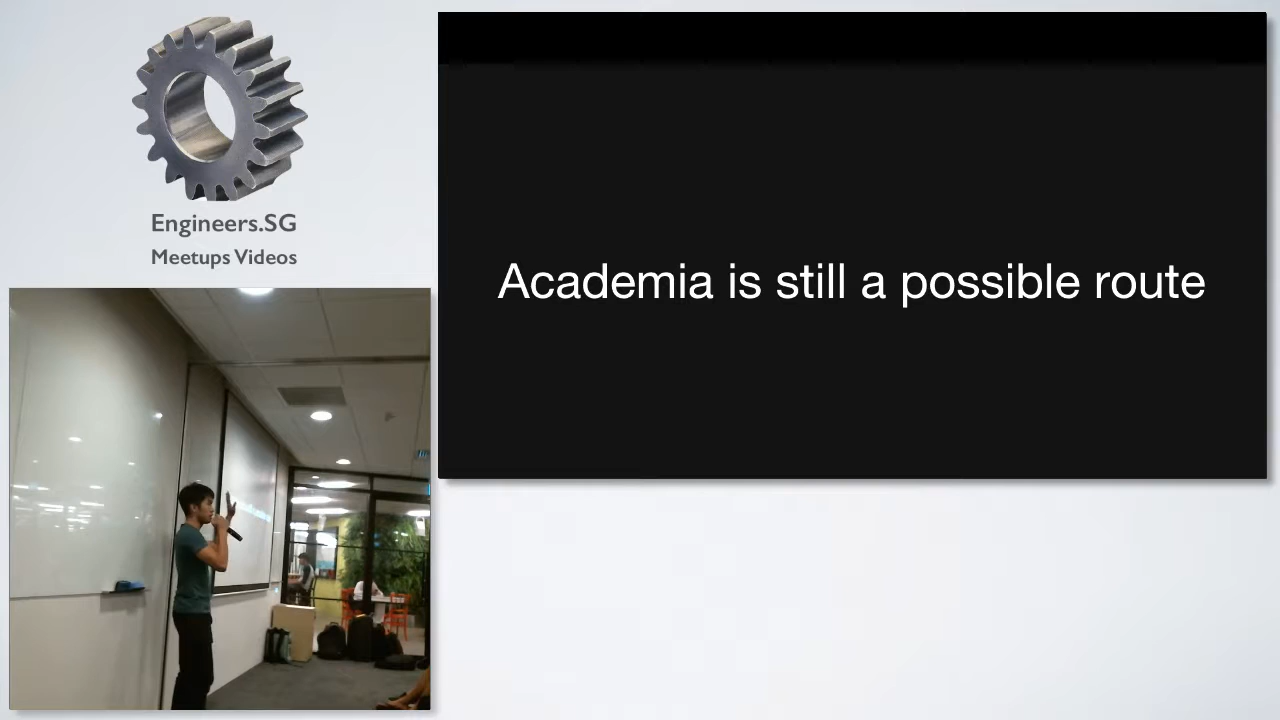 Engineers.SG
Meetups Videos
Academia is still a possible route